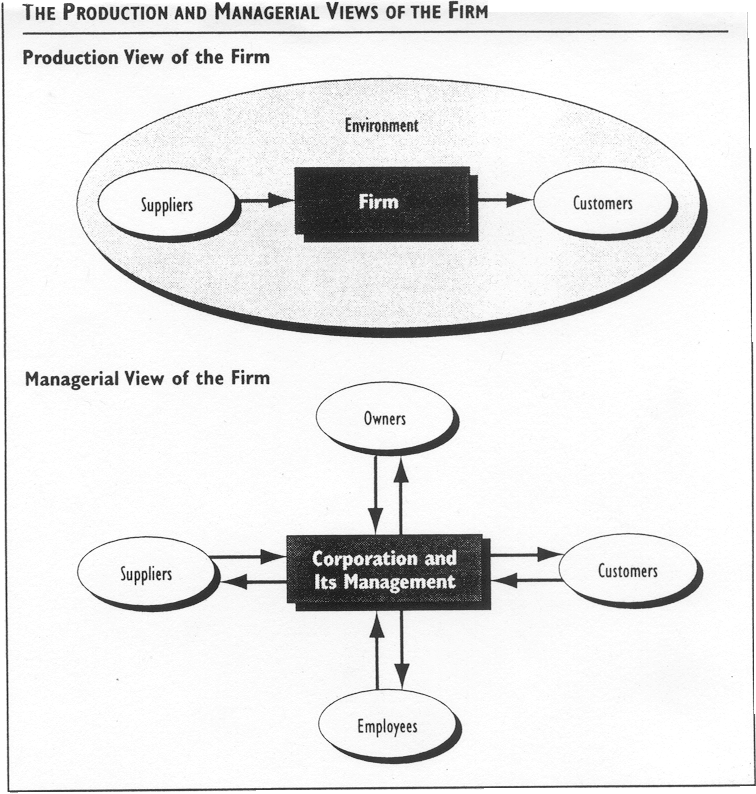 THE PRODUCTION AND MANAGERIAL VIEWS OF THE FIRM
Production View of the Firm
Environment
Suppliers
Firm
Customers
Managerial View of the Firm
Owners
Suppliers
Corporation and
Its Management
Customers
Employees